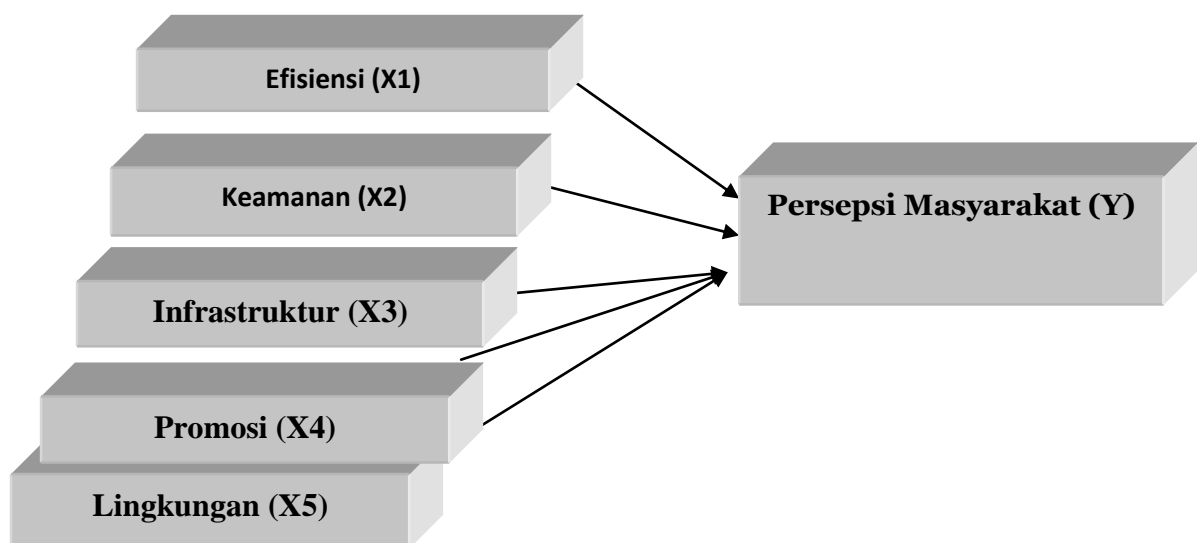 Efisiensi (X1)
Keamanan (X2)
Persepsi Masyarakat (Y)
Infrastruktur (X3)
Promosi (X4)
Lingkungan (X5)